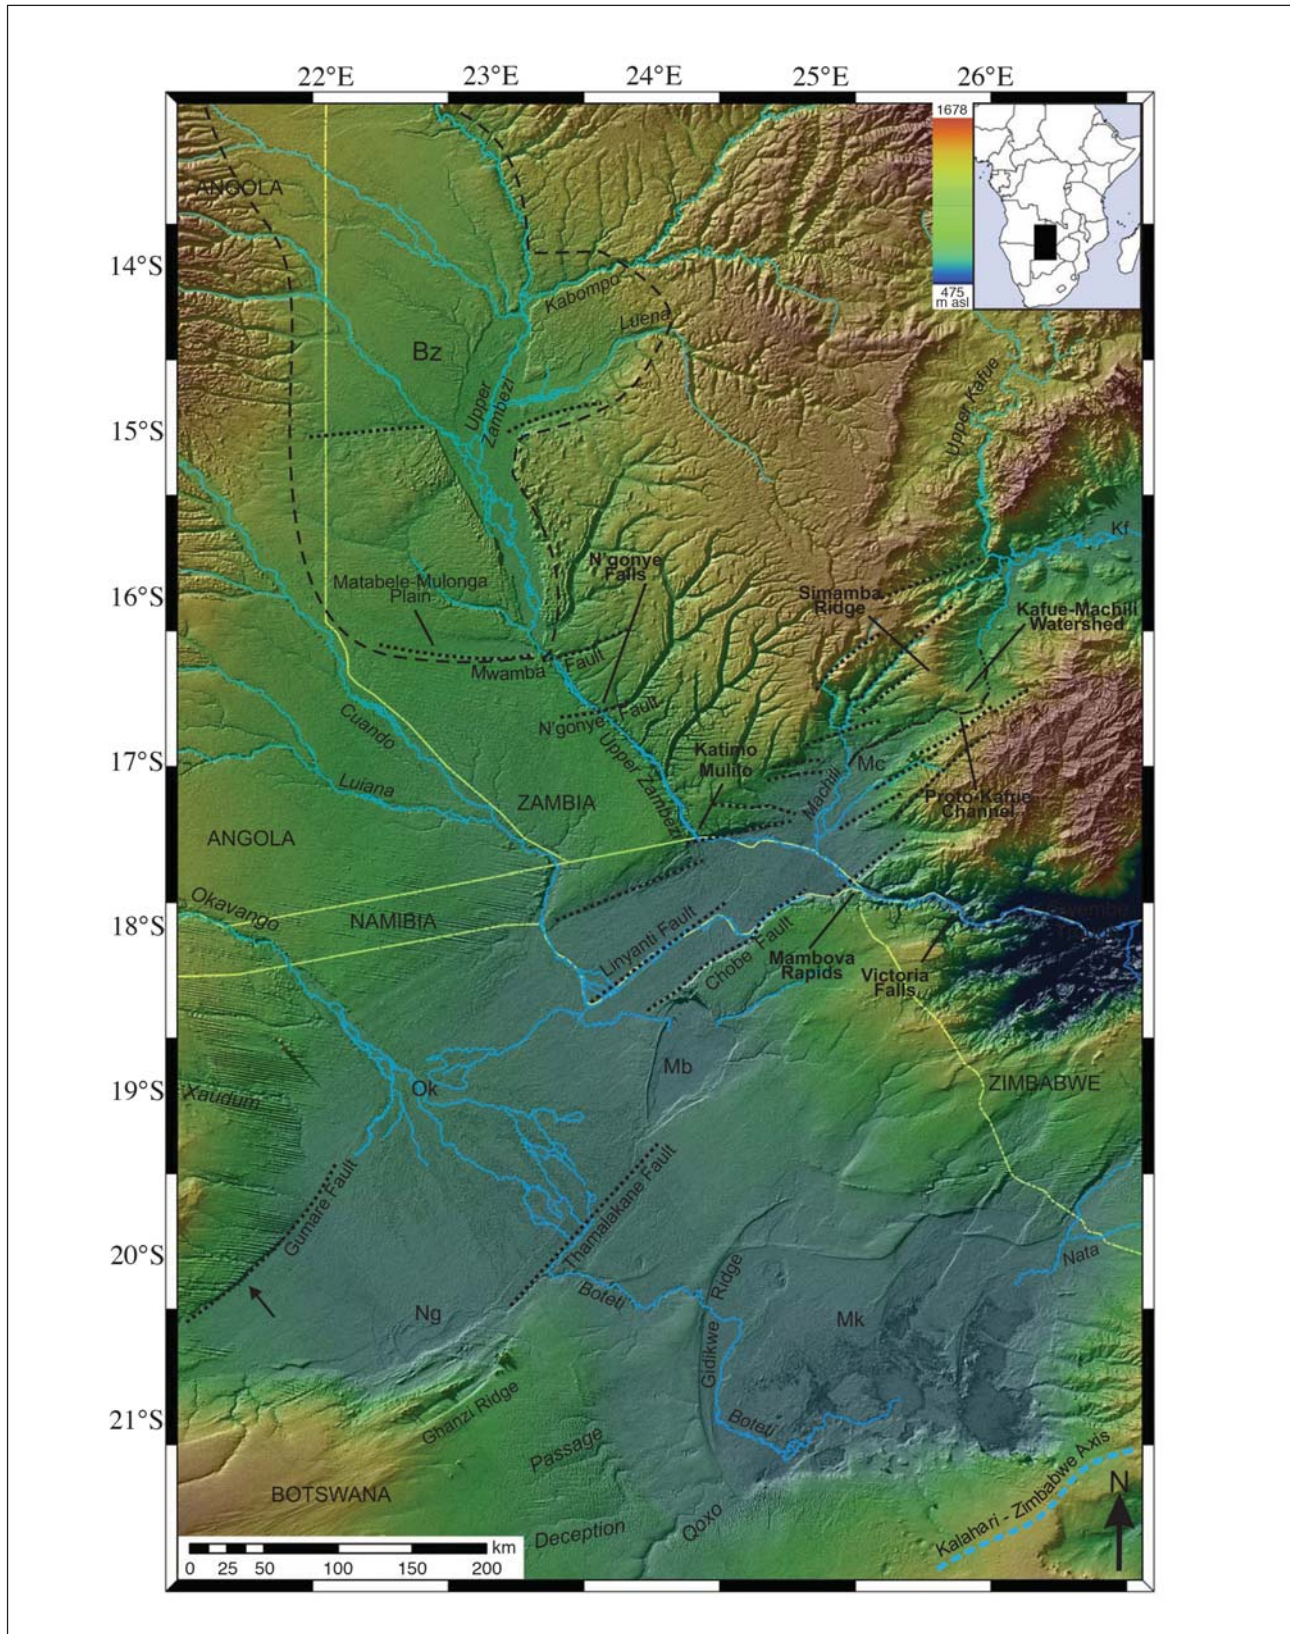 22°E 23°E 24°E 25°E 26°E
1678
475
m asl
14°S
15°S
16°S
17°S
18°S
19°S
20°S
21°S
ANGOLA
Kabompo
Luena
Bz
Upper
Zambezi
Upper Kafue
Kf
N'gonye
Falls
Matabele-Mulonga
Plain
Simamba
Ridge
Kafue-Machili
Watershed
Mwamba Fault
N'gonye Fault
Cuando
Upper Zambezi
Katimo
Mulilo
Mc
Machili
Luiana
ZAMBIA
Proto-Kafue
Channel
ANGOLA
Okavango
NAMIBIA
Linyanti Fault
Chobe Fault
Mambova
Rapids
Victoria
Falls
Mb
Ok
ZIMBABWE
Xaudum
Gumare Fault
Thamalakane Fault
Nata
Boteti
Ridge
Gidikwe
Ng
Mk
Ghanzi Ridge
Boteti
Passage
BOTSWANA
Deception
Qoxo
Kalahari - Zimbabwe Axis
N
km
0 25 50 100 150 200